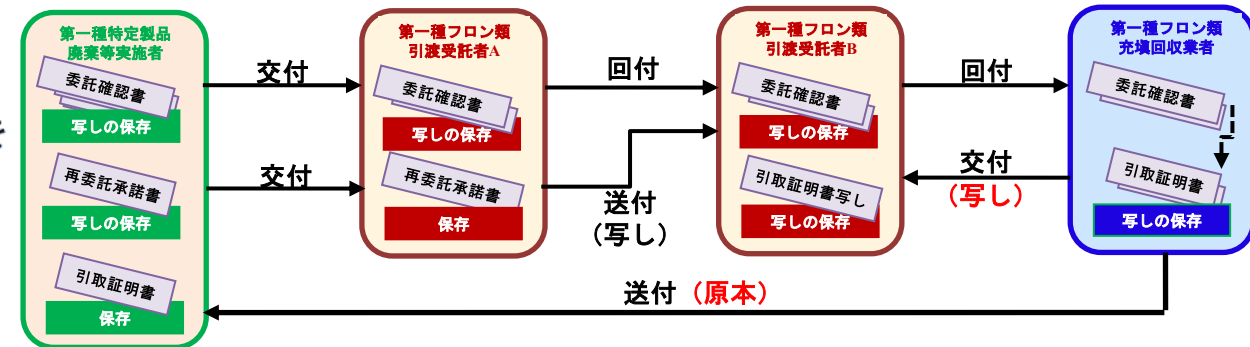 第一種特定製品
廃棄等実施者
委託確認書
写しの保存
再委託承諾書
写しの保存
引取証明書
保存
交付
交付
第一種フロン類
引渡受託者A
委託確認書
写しの保存
再委託承諾書
保存
回付
送付
（写し）
第一種フロン類
引渡受託者B
委託確認書
写しの保存
引取証明書写し
写しの保存
回付
交付
（写し）
第一種フロン類
充填回収業者
委託確認書
引取証明書
写しの保存
送付（原本）